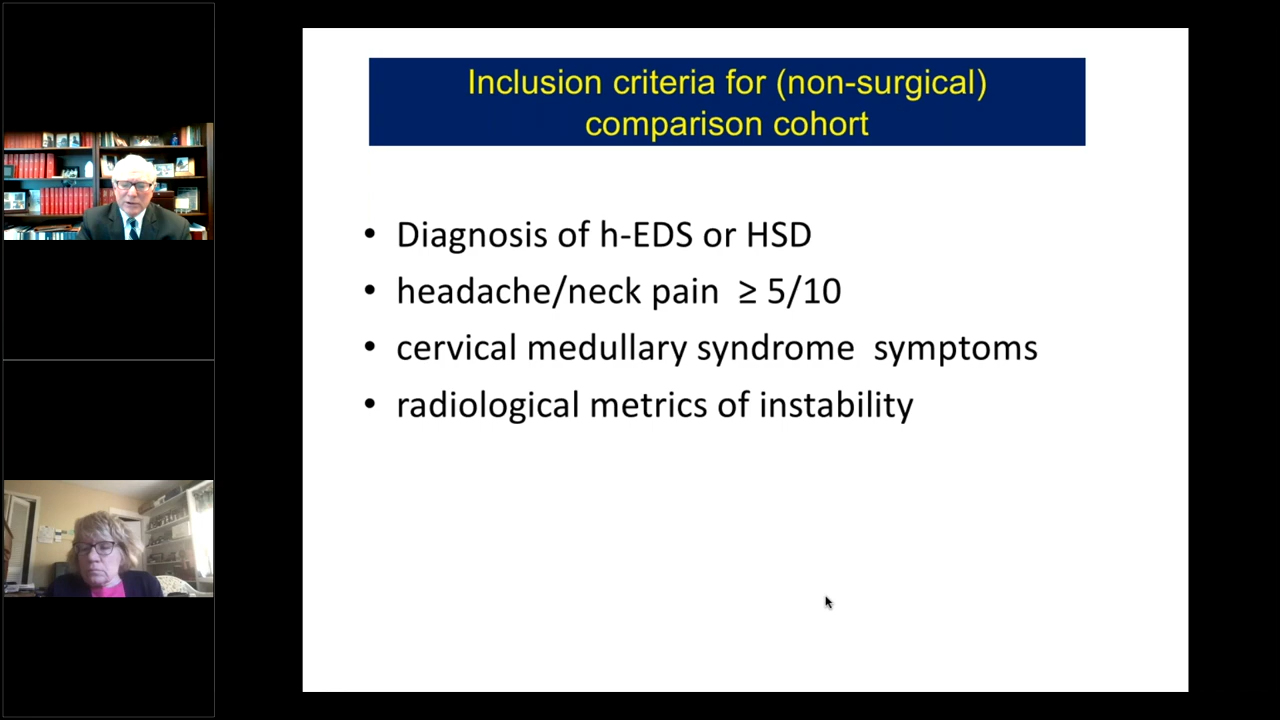 Inclusion criteria for (non-surgical)
comparison cohort
• Diagnosis of h-EDS or HSD
• headache/neck pain ≥ 5/10
• cervical medullary syndrome symptoms
• radiological metrics of instability